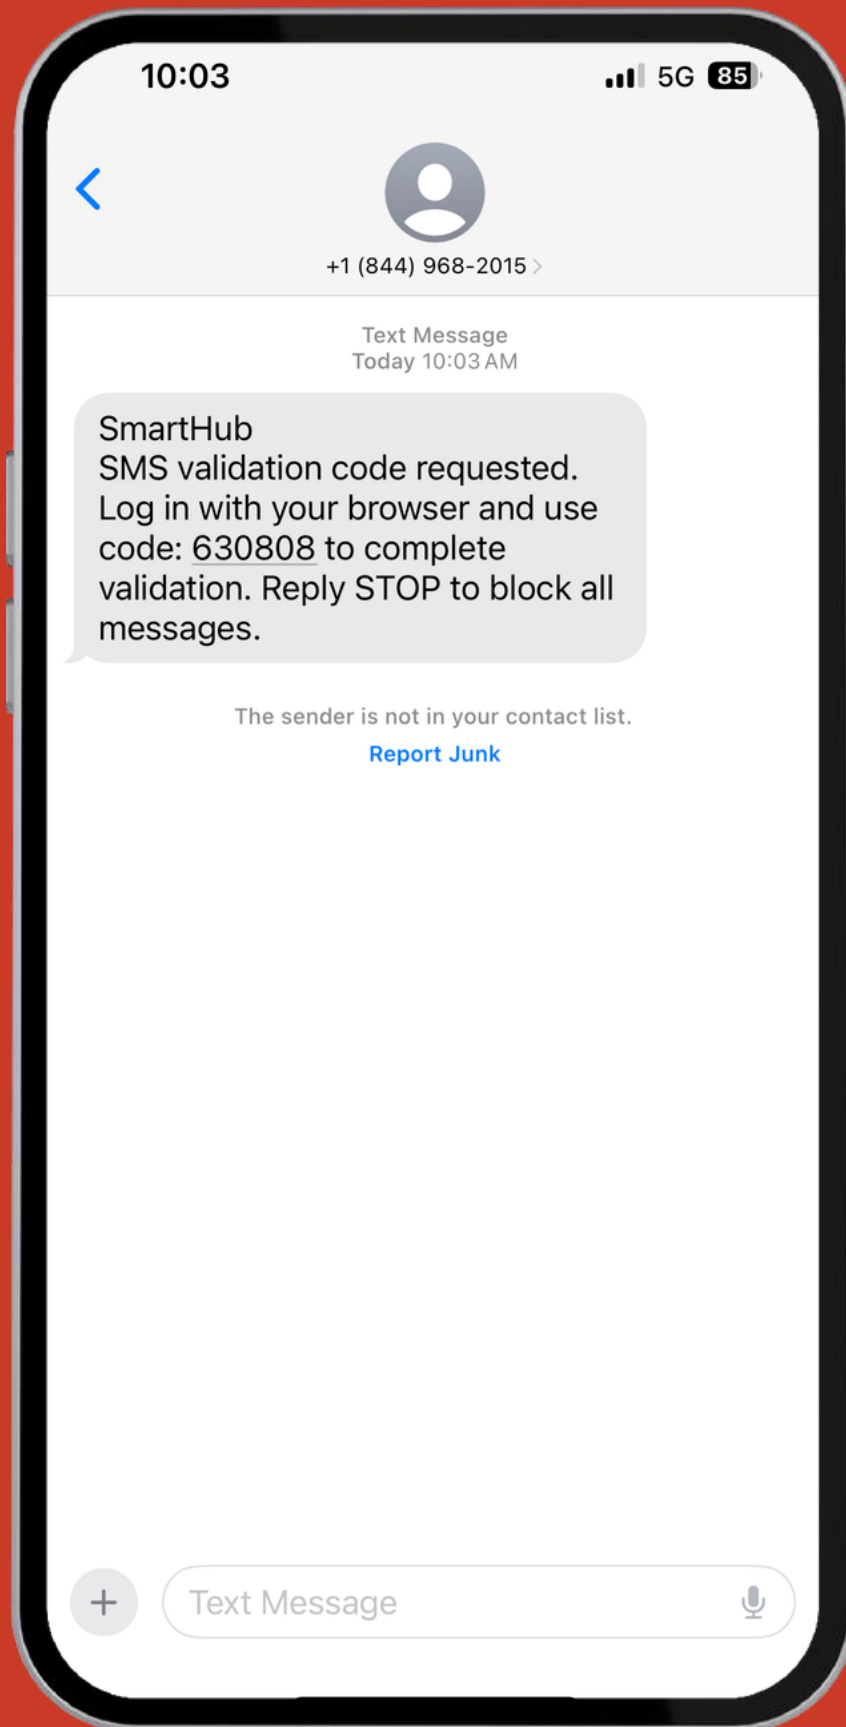 10:03
5G 85
+1 (844) 968-2015
Text Message
Today 10:03 AM
SmartHub
SMS validation code requested.
Log in with your browser and use
code: 630808 to complete
validation. Reply STOP to block all
messages.
The sender is not in your contact list.
Report Junk
Text Message